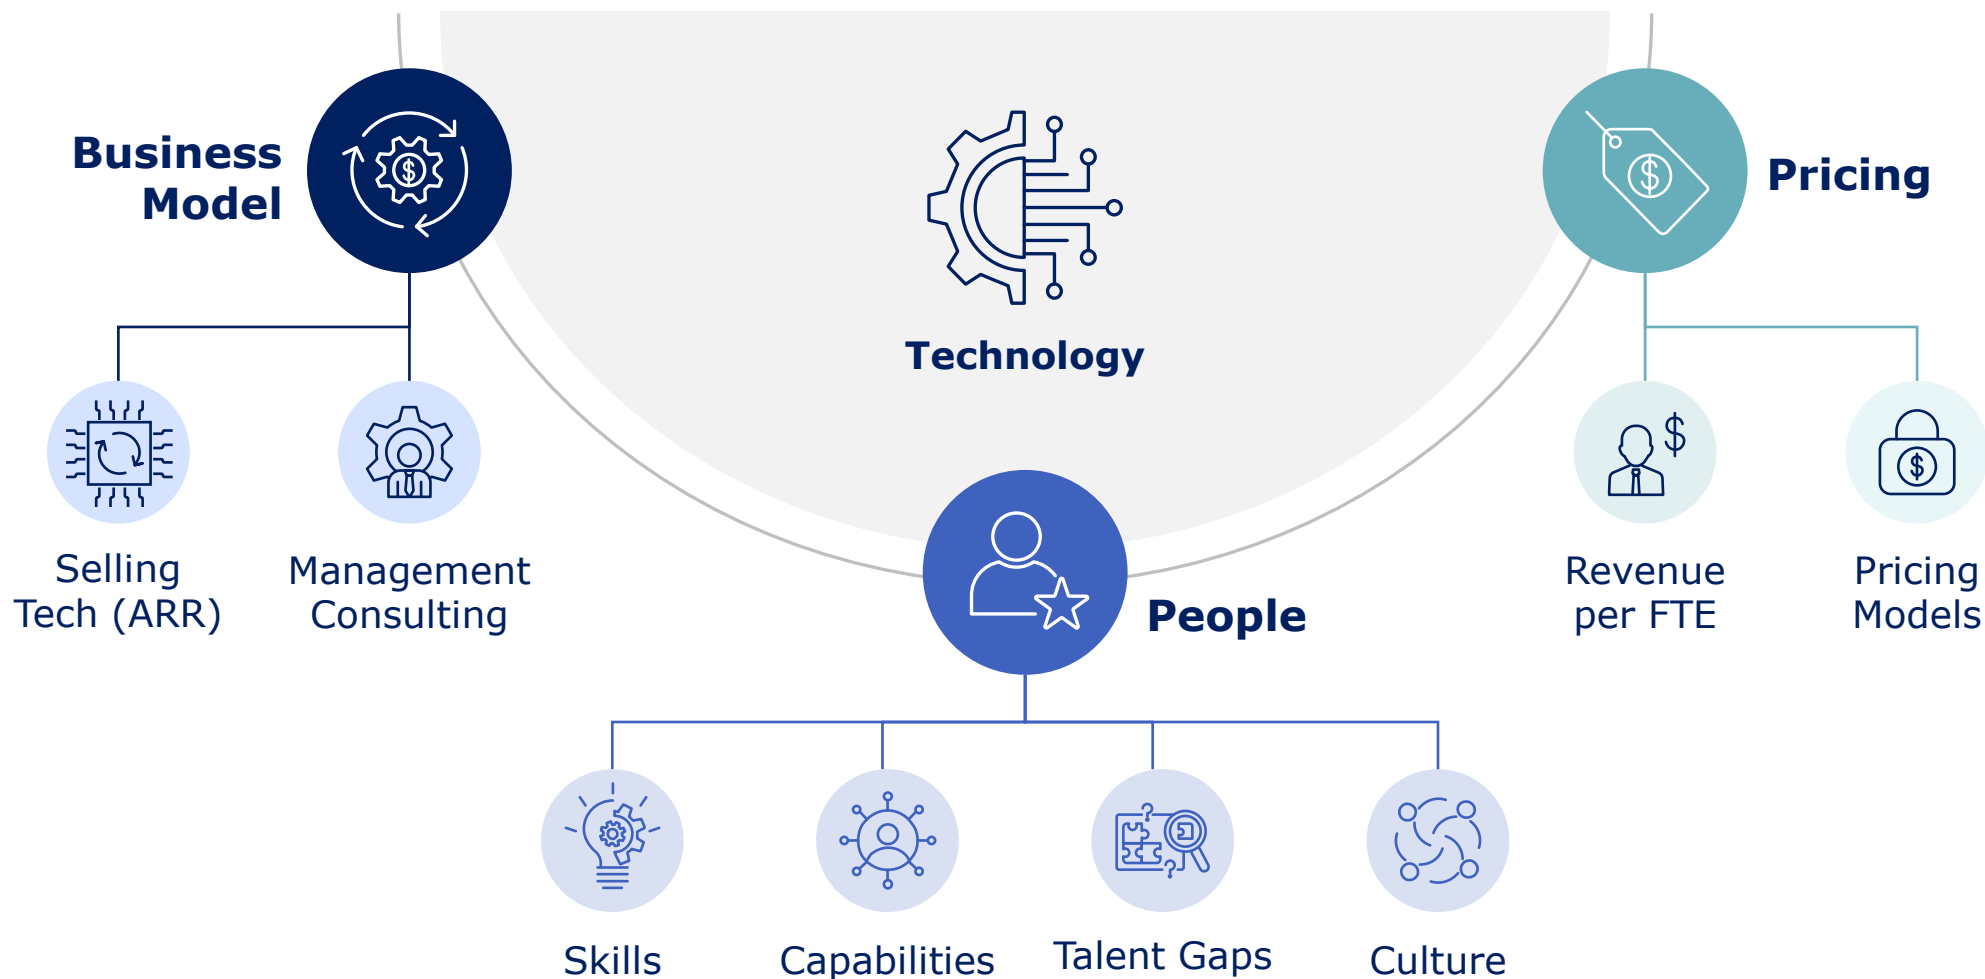 Business
Model
Technology
Pricing
Selling
Tech (ARR)
Management
Consulting
People
Revenue
per FTE
Pricing
Models
Skills
Capabilities
Talent Gaps
Culture